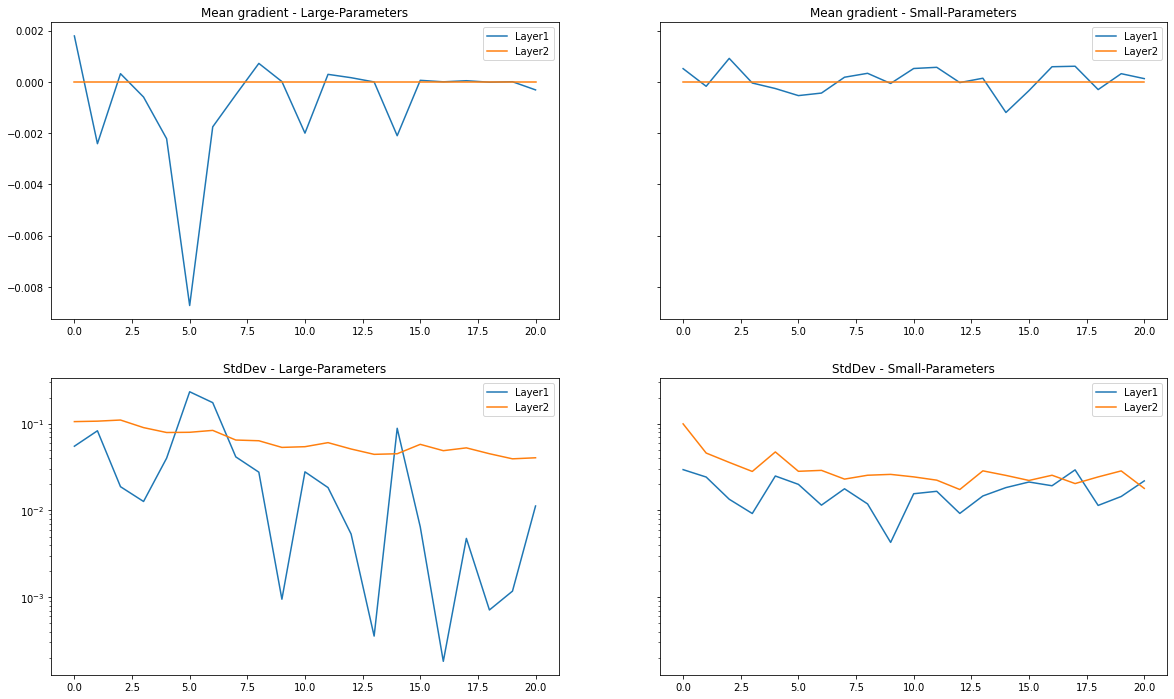 Mean gradient - Large-Parameters
Layer1
Layer2
0.002
0.000
−0.002
−0.004
−0.006
−0.008
0.0 2.5 5.0 7.5 10.0 12.5 15.0 17.5 20.0
Mean gradient - Small-Parameters
Layer1
Layer2
0.0 2.5 5.0 7.5 10.0 12.5 15.0 17.5 20.0
StdDev - Large-Parameters
Layer1
Layer2
10⁻¹
10⁻²
10⁻³
0.0 2.5 5.0 7.5 10.0 12.5 15.0 17.5 20.0
StdDev - Small-Parameters
Layer1
Layer2
0.0 2.5 5.0 7.5 10.0 12.5 15.0 17.5 20.0